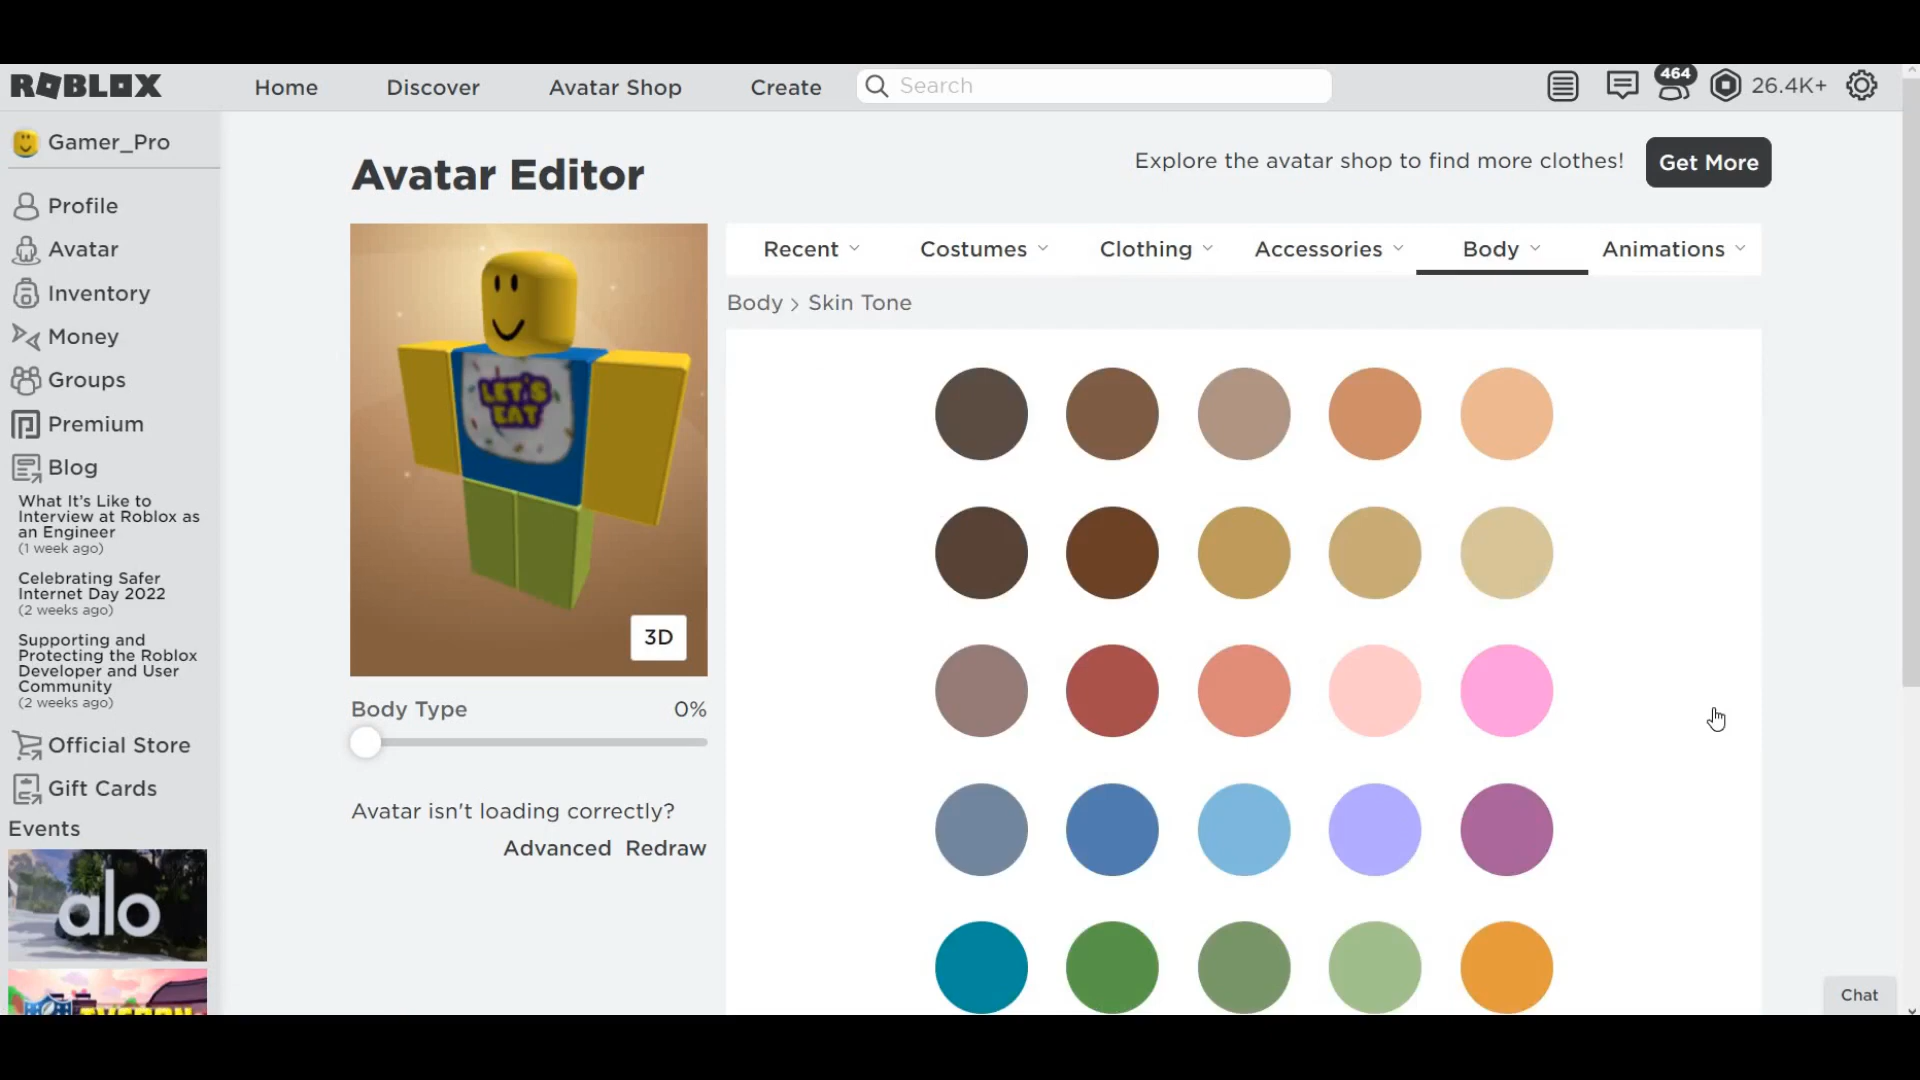 ROBLOX
Home
Discover
Avatar Shop
Create
Search
464
26.4K+
Gamer_Pro
Profile
Avatar
Inventory
Money
Groups
Premium
Blog
What It's Like to
Interview at Roblox as
an Engineer
(1 week ago)
Celebrating Safer
Internet Day 2022
(2 weeks ago)
Supporting and
Protecting the Roblox
Developer and User
Community
(2 weeks ago)
Official Store
Gift Cards
Events
alo
TYCOON
Avatar Editor
Explore the avatar shop to find more clothes!
Get More
LET'S
EAT
3D
Body Type
0%
Avatar isn't loading correctly?
Advanced
Redraw
Recent
Costumes
Clothing
Accessories
Body
Animations
Body > Skin Tone
Chat